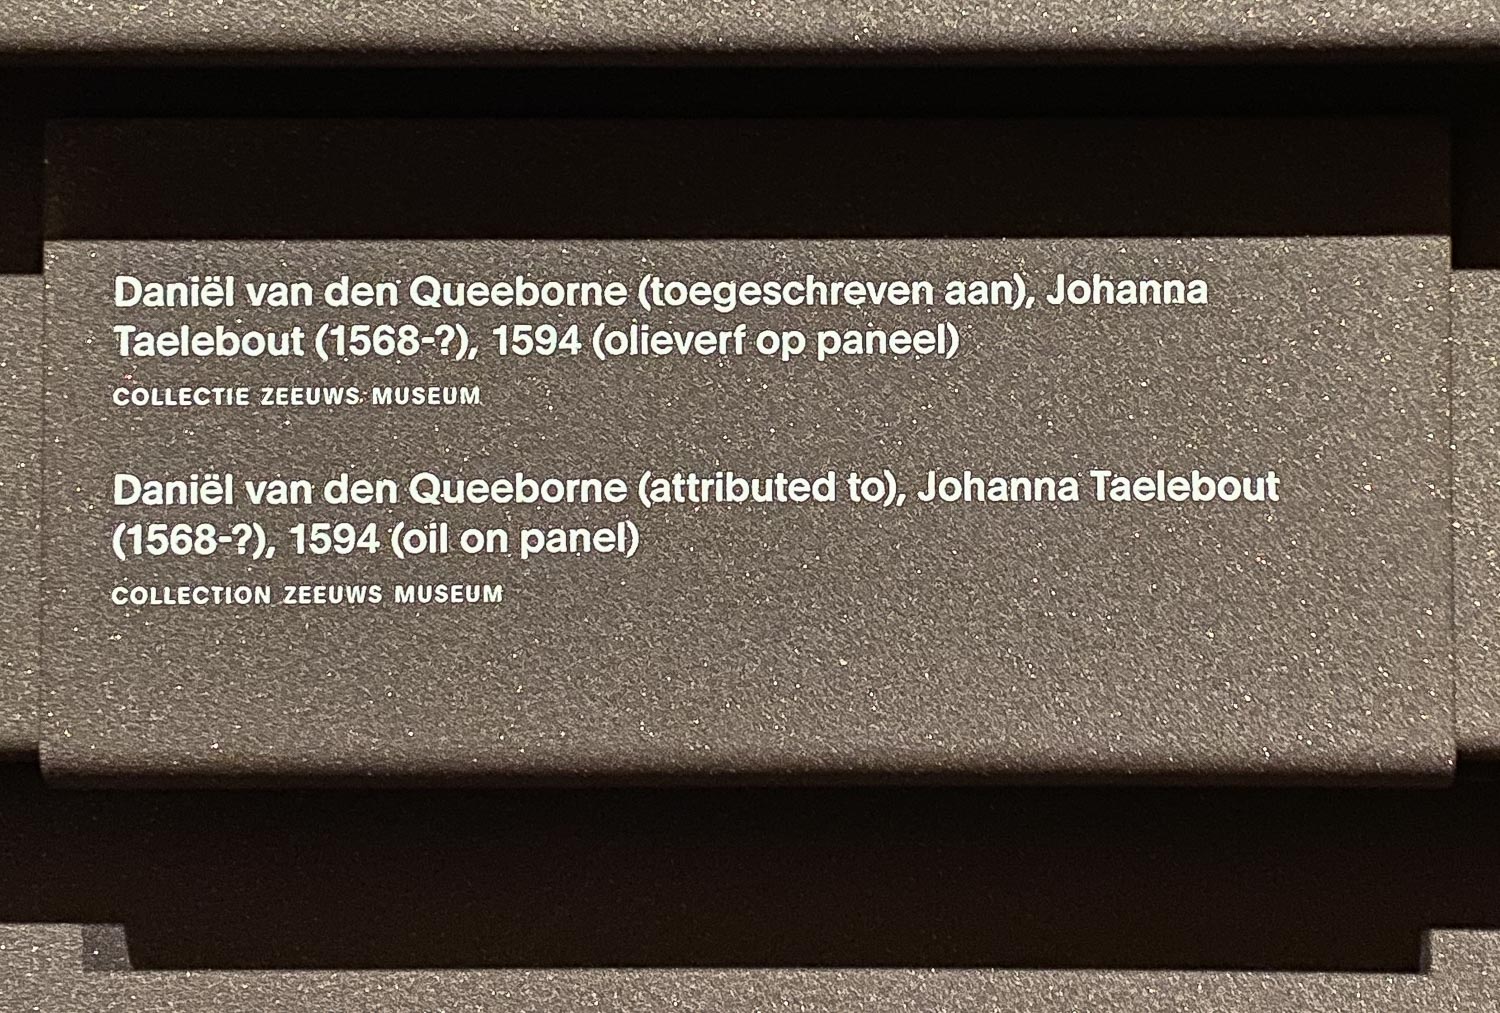 Daniël van den Queeborne (toegeschreven aan), Johanna
Taelebout (1568-?), 1594 (olieverf op paneel)
COLLECTIE ZEEUWS MUSEUM
Daniël van den Queeborne (attributed to), Johanna Taelebout
(1568-?), 1594 (oil on panel)
COLLECTION ZEEUWS MUSEUM